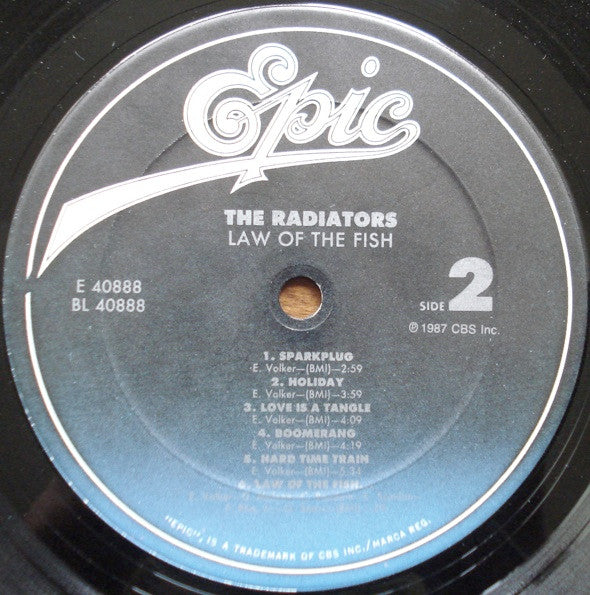 Epic
THE RADIATORS
LAW OF THE FISH
E 40888
BL 40888
SIDE 2
℗ 1987 CBS Inc.
1. SPARKPLUG
E. Volker—(BMI)—2:59
2. HOLIDAY
E. Volker—(BMI)—3:59
3. LOVE IS A TANGLE
E. Volker—(BMI)—4:09
4. BOOMERANG
E. Volker—(BMI)—4:19
5. HARD TIME TRAIN
E. Volker—(BMI)—5:34
6. LAW OF THE FISH
"EPIC", IS A TRADEMARK OF CBS INC./MARCA REG.